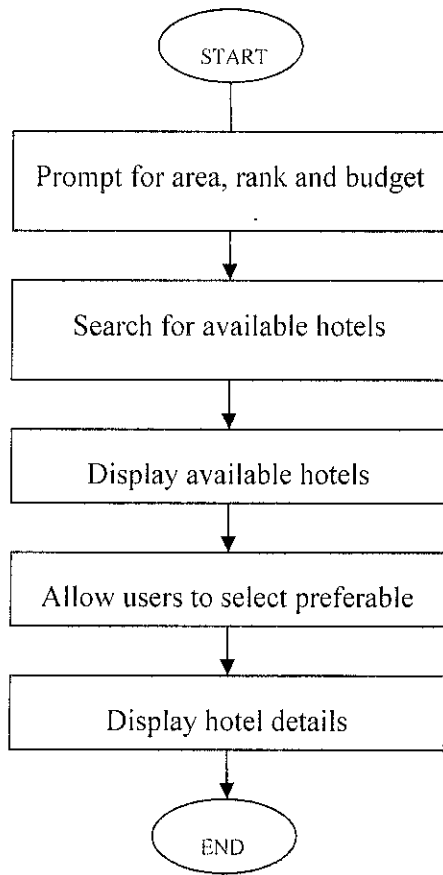 START
Prompt for area, rank and budget
Search for available hotels
Display available hotels
Allow users to select preferable
Display hotel details
END